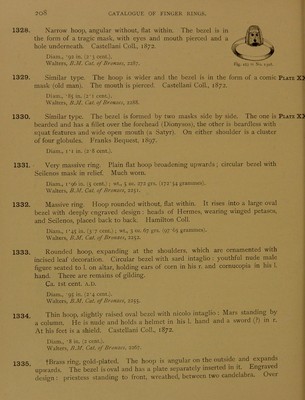 208 CATALOGUE OF FINGER RINGS.
1328. Narrow hoop, angular without, flat within. The bezel is in
the form of a tragic mask, with eyes and mouth pierced and a
hole underneath. Castellani Coll., 1872.
Diam., ·92 in. (2·3 cent.).
Walters, B.M. Cat. of Bronzes, 2287.
1329. Similar type. The hoop is wider and the bezel is in the form of a comic
mask (old man). The mouth is pierced. Castellani Coll., 1872.
Diam., ·85 in. (2·1 cent.).
Walters, B.M. Cat. of Bronzes, 2288.
1330. Similar type. The bezel is formed by two masks side by side. The one is
bearded and has a fillet over the forehead (Dionysus), the other is beardless with
squat features and wide open mouth (a Satyr). On either shoulder is a cluster
of four globules. Franks Bequest, 1897.
Diam., 1·1 in. (2·8 cent.).
1331. Very massive ring. Plain flat hoop broadening upwards; circular bezel with
Seilenos mask in relief. Much worn.
Diam., 1·96 in. (5 cent.); wt., 5 oz. 272 grs. (172·34 grammes).
Walters, B.M. Cat. of Bronzes, 2251.
1332. Massive ring. Hoop rounded without, flat within. It rises into a large oval
bezel with deeply engraved design: heads of Hermes, wearing winged petasos,
and Seilenos, placed back to back. Hamilton Coll.
Diam., 1·45 in. (3·7 cent.); wt., 3 oz. 67 grs. (97·63 grammes).
Walters, B.M. Cat. of Bronzes, 2252.
1333. Rounded hoop, expanding at the shoulders, which are ornamented with
incised leaf decoration. Circular bezel with sard intaglio: youthful nude male
figure seated to l. on altar, holding ears of corn in his r. and cornucopia in his l.
hand. There are remains of gilding.
Ca. 1st cent. A.D.
Diam., ·95 in. (2·4 cent.).
Walters, B.M. Cat. of Bronzes, 2253.
1334. Thin hoop, slightly raised oval bezel with nicolo intaglio: Mars standing by
a column. He is nude and holds a helmet in his l. hand and a sword (?) in r.
At his feet is a shield. Castellani Coll., 1872.
Diam., ·8 in. (2 cent.).
Walters, B.M. Cat. of Bronzes, 2267.
1335. †Brass ring, gold-plated. The hoop is angular on the outside and expands
upwards. The bezel is oval and has a plate separately inserted in it. Engraved
design: priestess standing to front, wreathed, between two sandalabes. Over